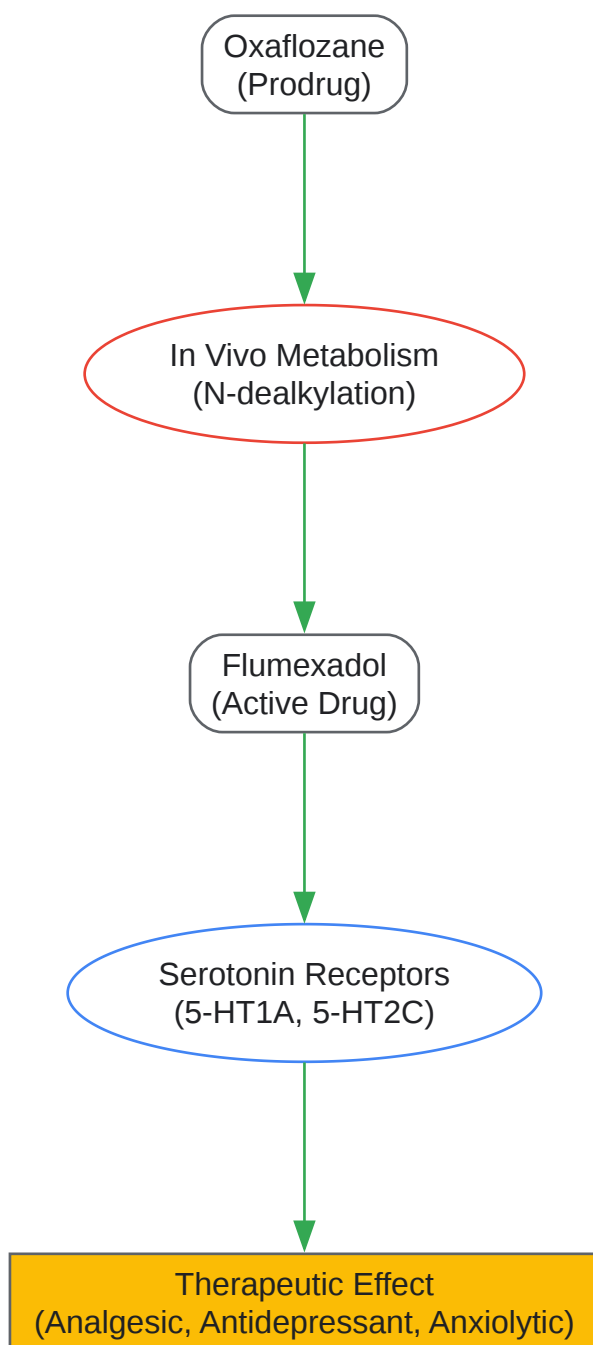 Oxaflozane
(Prodrug)
In Vivo Metabolism
(N-dealkylation)
Flumexadol
(Active Drug)
Serotonin Receptors
(5-HT1A, 5-HT2C)
Therapeutic Effect
(Analgesic, Antidepressant, Anxiolytic)